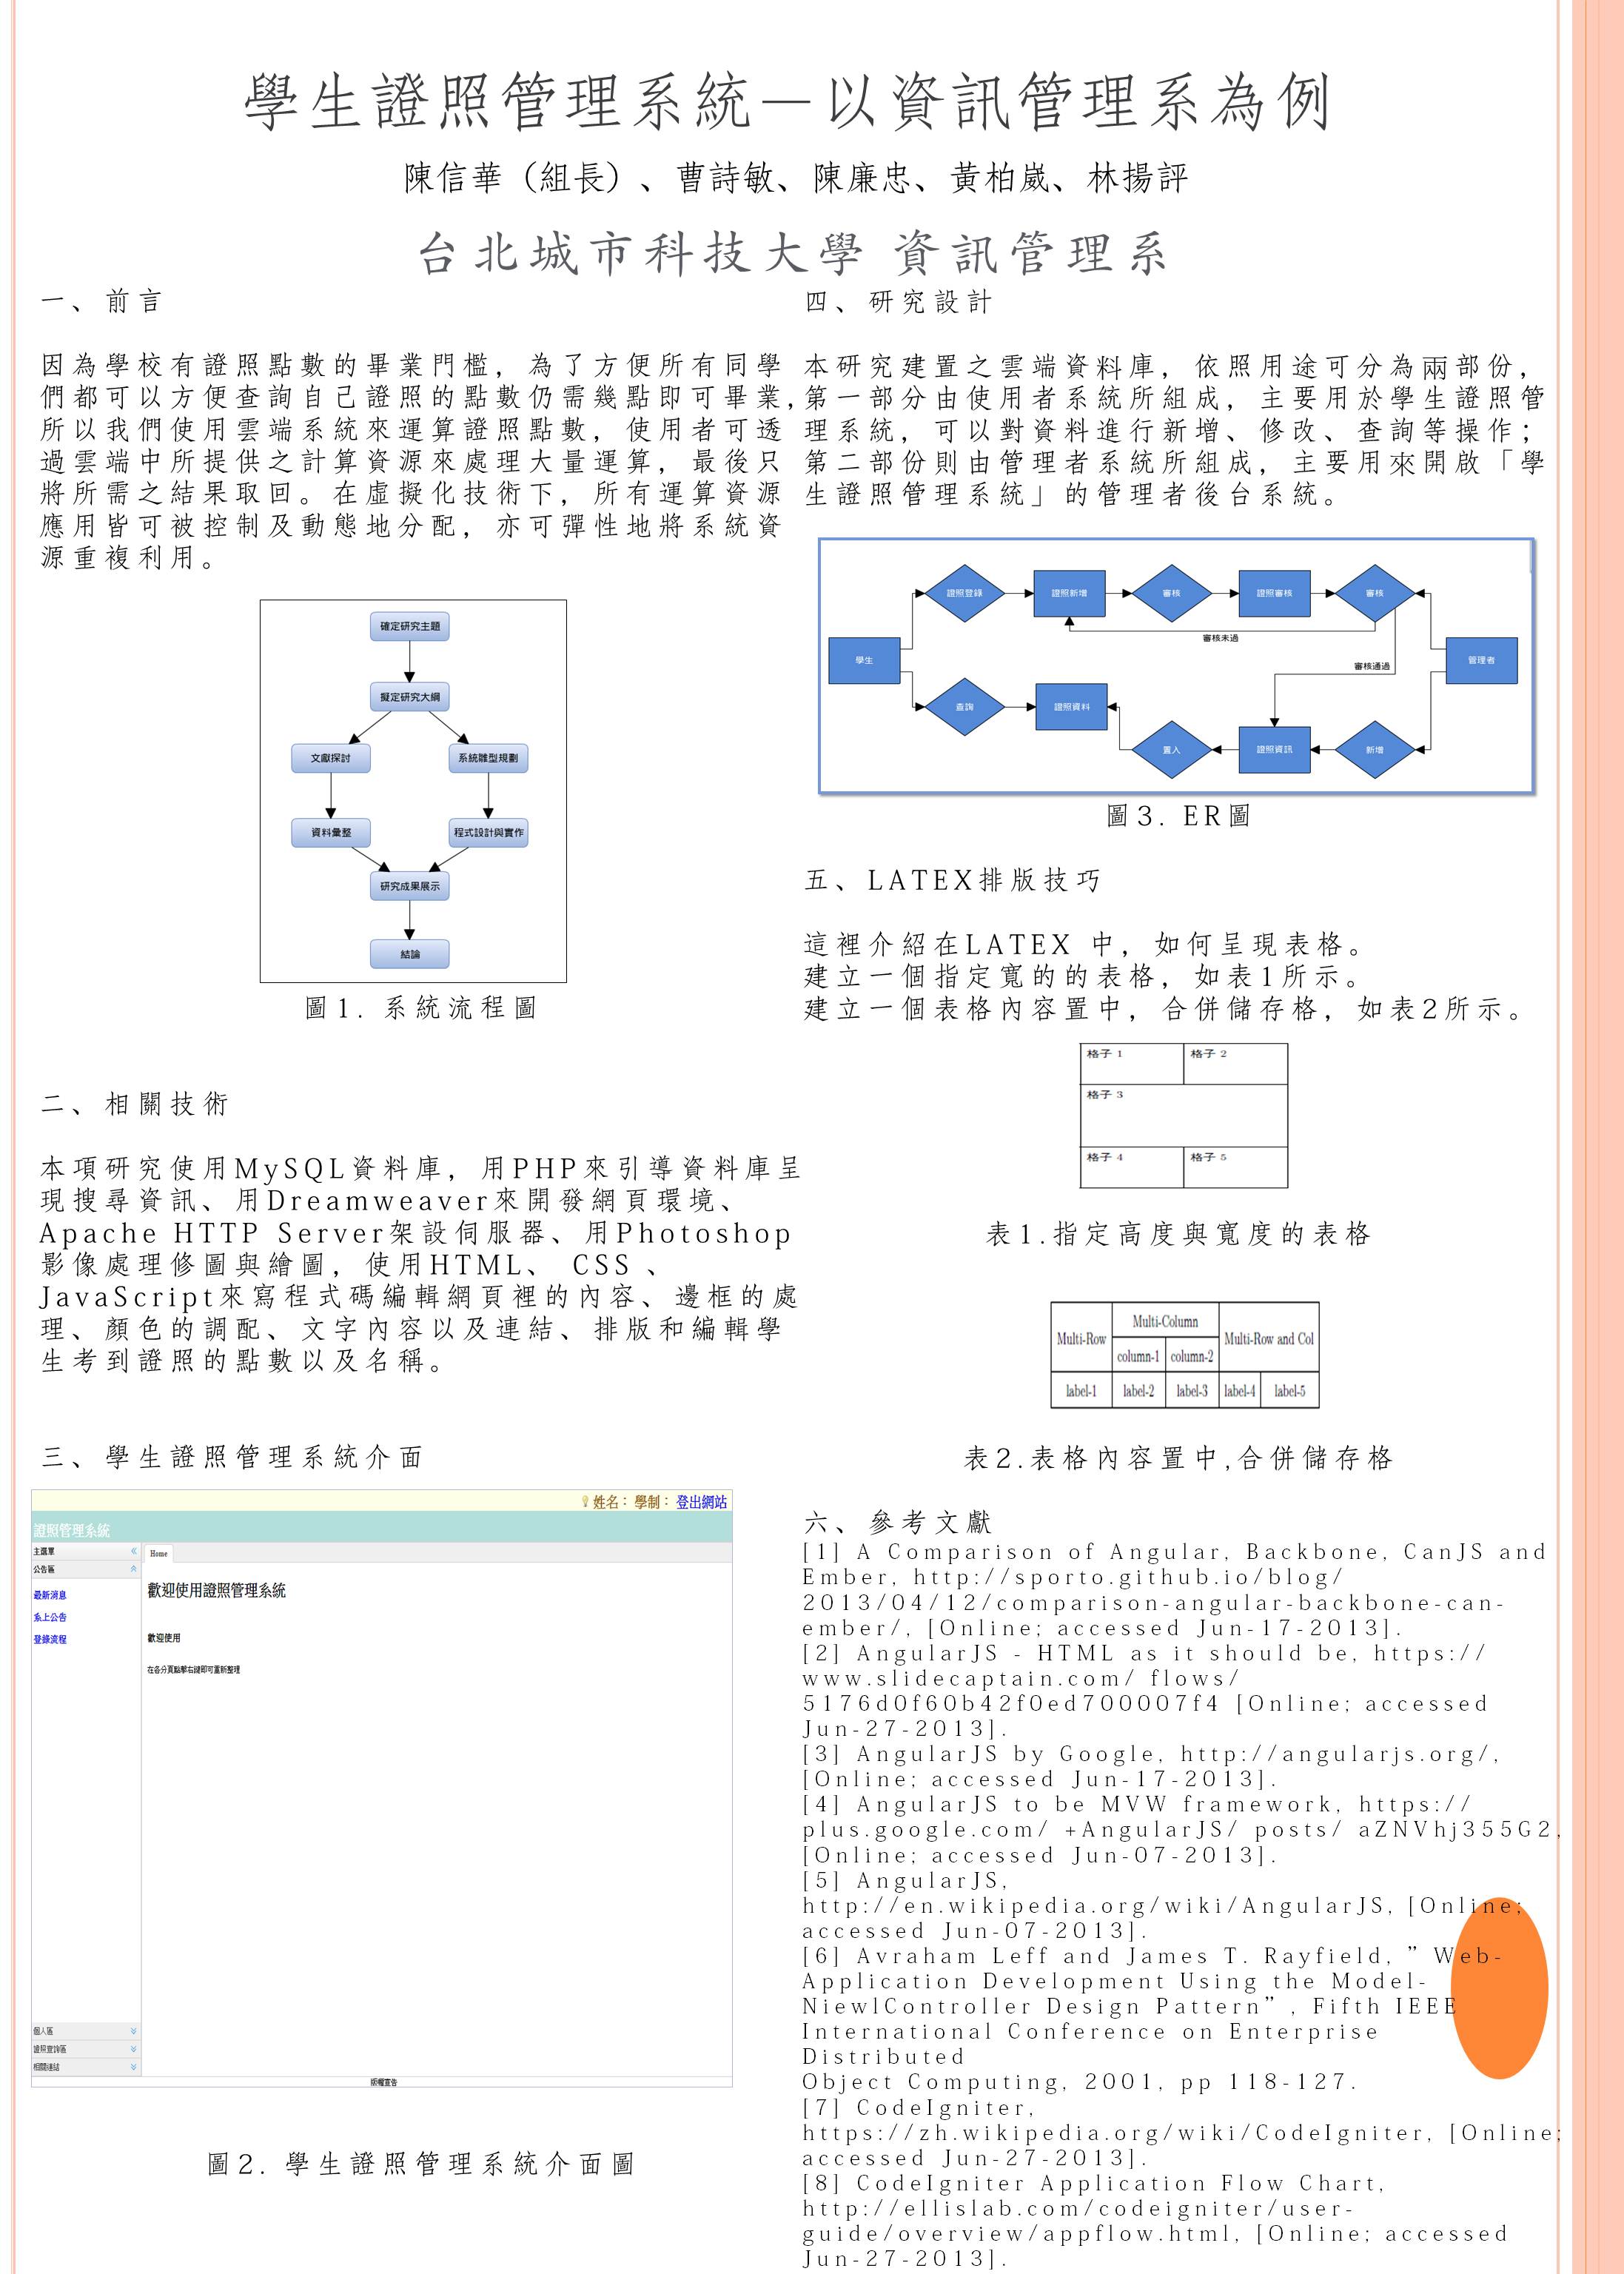 學生證照管理系統—以資訊管理系為例
陳信華（組長）、曹詩敏、陳廉忠、黃柏崴、林揚評
台北城市科技大學 資訊管理系
一、前言
因為學校有證照點數的畢業門檻，為了方便所有同學
們都可以方便查詢自己證照的點數仍需幾點即可畢業，
所以我們使用雲端系統來運算證照點數，使用者可透
過雲端中所提供之計算資源來處理大量運算，最後只
將所需之結果取回。在虛擬化技術下，所有運算資源
應用皆可被控制及動態地分配，亦可彈性地將系統資
源重複利用。
確定研究主題
擬定研究大綱
文獻探討
系統雛型規劃
資料彙整
程式設計與實作
研究成果展示
結論
圖1. 系統流程圖
二、相關技術
本項研究使用MySQL資料庫，用PHP來引導資料庫呈
現搜尋資訊、用Dreamweaver來開發網頁環境、
Apache HTTP Server架設伺服器、用Photoshop
影像處理修圖與繪圖，使用HTML、 CSS 、
JavaScript來寫程式碼編輯網頁裡的內容、邊框的處
理、顏色的調配、文字內容以及連結、排版和編輯學
生考到證照的點數以及名稱。
三、學生證照管理系統介面
姓名： 學制： 登出網站
證照管理系統
主選單
Home
公告區
最新消息
系上公告
登錄流程
歡迎使用證照管理系統
歡迎使用
在各分頁點擊右鍵即可重新整理
個人區
證照查詢區
相關連結
版權宣告
圖2. 學生證照管理系統介面圖
四、研究設計
本研究建置之雲端資料庫，依照用途可分為兩部份，
第一部分由使用者系統所組成，主要用於學生證照管
理系統，可以對資料進行新增、修改、查詢等操作；
第二部份則由管理者系統所組成，主要用來開啟「學
生證照管理系統」的管理者後台系統。
證照登錄
證照新增
審核
證照審核
審核
審核未過
學生
審核通過
管理者
查詢
證照資料
置入
證照資訊
新增
圖3. ER圖
五、LATEX排版技巧
這裡介紹在LATEX 中，如何呈現表格。
建立一個指定寬的的表格，如表1所示。
建立一個表格內容置中，合併儲存格，如表2所示。
格子 1
格子 2
格子 3
格子 4
格子 5
表1.指定高度與寬度的表格
Multi-Row
Multi-Column
Multi-Row and Col
column-1
column-2
label-1
label-2
label-3
label-4
label-5
表2.表格內容置中,合併儲存格
六、參考文獻
[1] A Comparison of Angular, Backbone, CanJS and
Ember, http://sporto.github.io/blog/
2013/04/12/comparison-angular-backbone-can-
ember/, [Online; accessed Jun-17-2013].
[2] AngularJS - HTML as it should be, https://
www.slidecaptain.com/ flows/
5176d0f60b42f0ed700007f4 [Online; accessed
Jun-27-2013].
[3] AngularJS by Google, http://angularjs.org/,
[Online; accessed Jun-17-2013].
[4] AngularJS to be MVW framework, https://
plus.google.com/ +AngularJS/ posts/ aZNVhj355G2,
[Online; accessed Jun-07-2013].
[5] AngularJS,
http://en.wikipedia.org/wiki/AngularJS, [Online;
accessed Jun-07-2013].
[6] Avraham Leff and James T. Rayfield, ” Web-
Application Development Using the Model-
NiewlController Design Pattern”, Fifth IEEE
International Conference on Enterprise
Distributed
Object Computing, 2001, pp 118-127.
[7] CodeIgniter,
https://zh.wikipedia.org/wiki/CodeIgniter, [Online;
accessed Jun-27-2013].
[8] CodeIgniter Application Flow Chart,
http://ellislab.com/codeigniter/user-
guide/overview/appflow.html, [Online; accessed
Jun-27-2013].